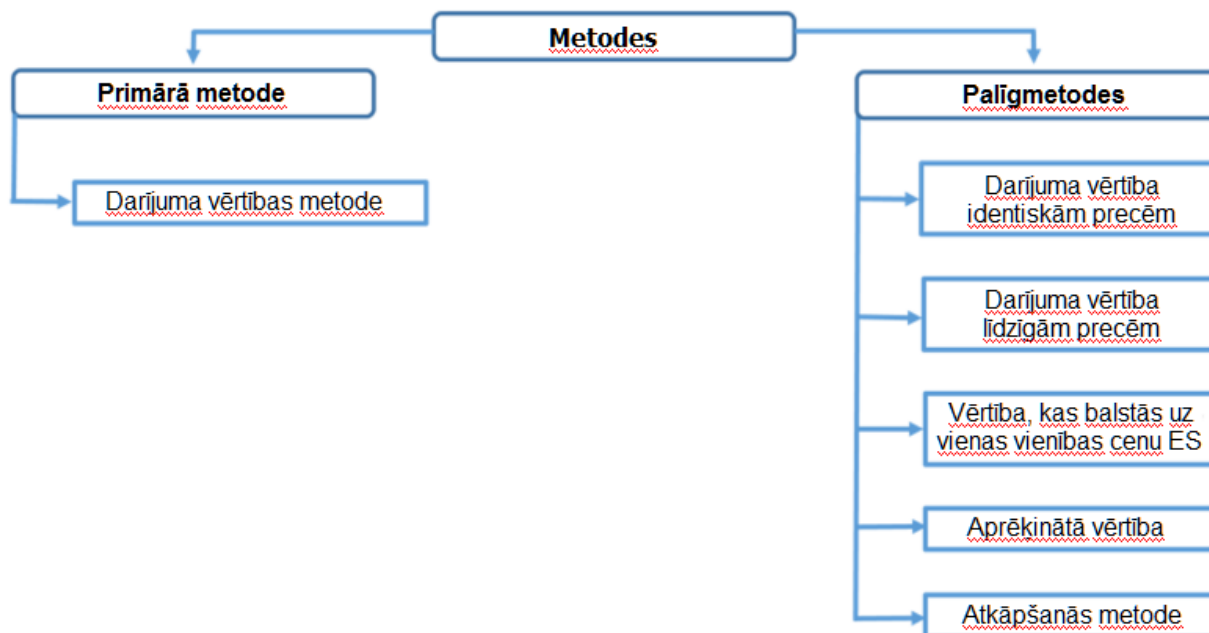 Metodes
Primārā metode
Darījuma vērtības metode
Palīgmetodes
Darījuma vērtība
identiskām precēm
Darījuma vērtība
līdzīgām precēm
Vērtība, kas balstās uz
vienas vienības cenu ES
Aprēķinātā vērtība
Atkāpšanās metode